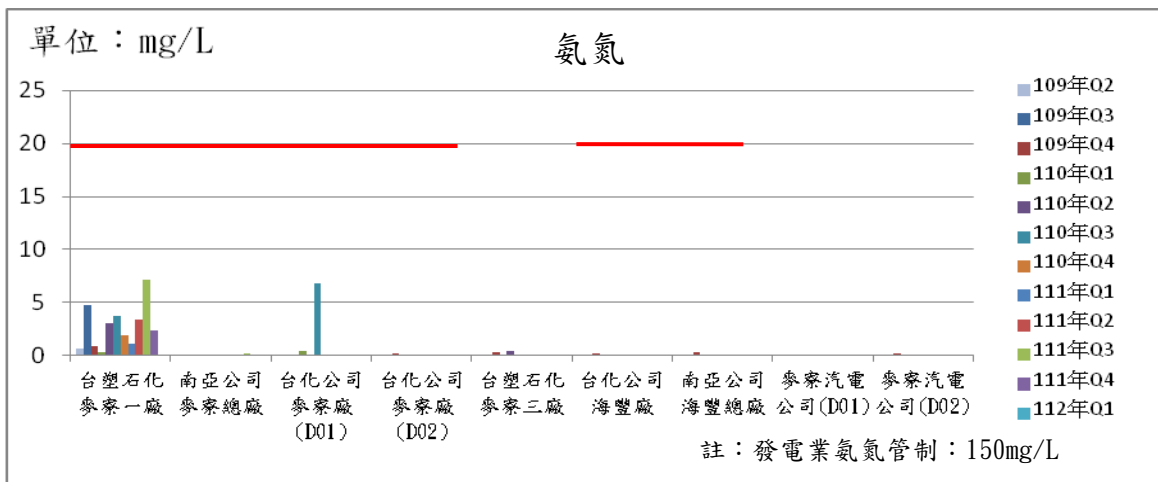 單位：mg/L
氨氮
25
20
15
10
5
0
109年Q2
109年Q3
109年Q4
110年Q1
110年Q2
110年Q3
110年Q4
111年Q1
111年Q2
111年Q3
111年Q4
112年Q1
台塑石化
麥寮一廠
南亞公司
麥寮總廠
台化公司
麥寮廠
(D01)
台化公司
麥寮廠
(D02)
台塑石化
麥寮三廠
台化公司
海豐廠
南亞公司
海豐總廠
麥寮汽電
公司(D01)
麥寮汽電
公司(D02)
註：發電業氨氮管制：150mg/L